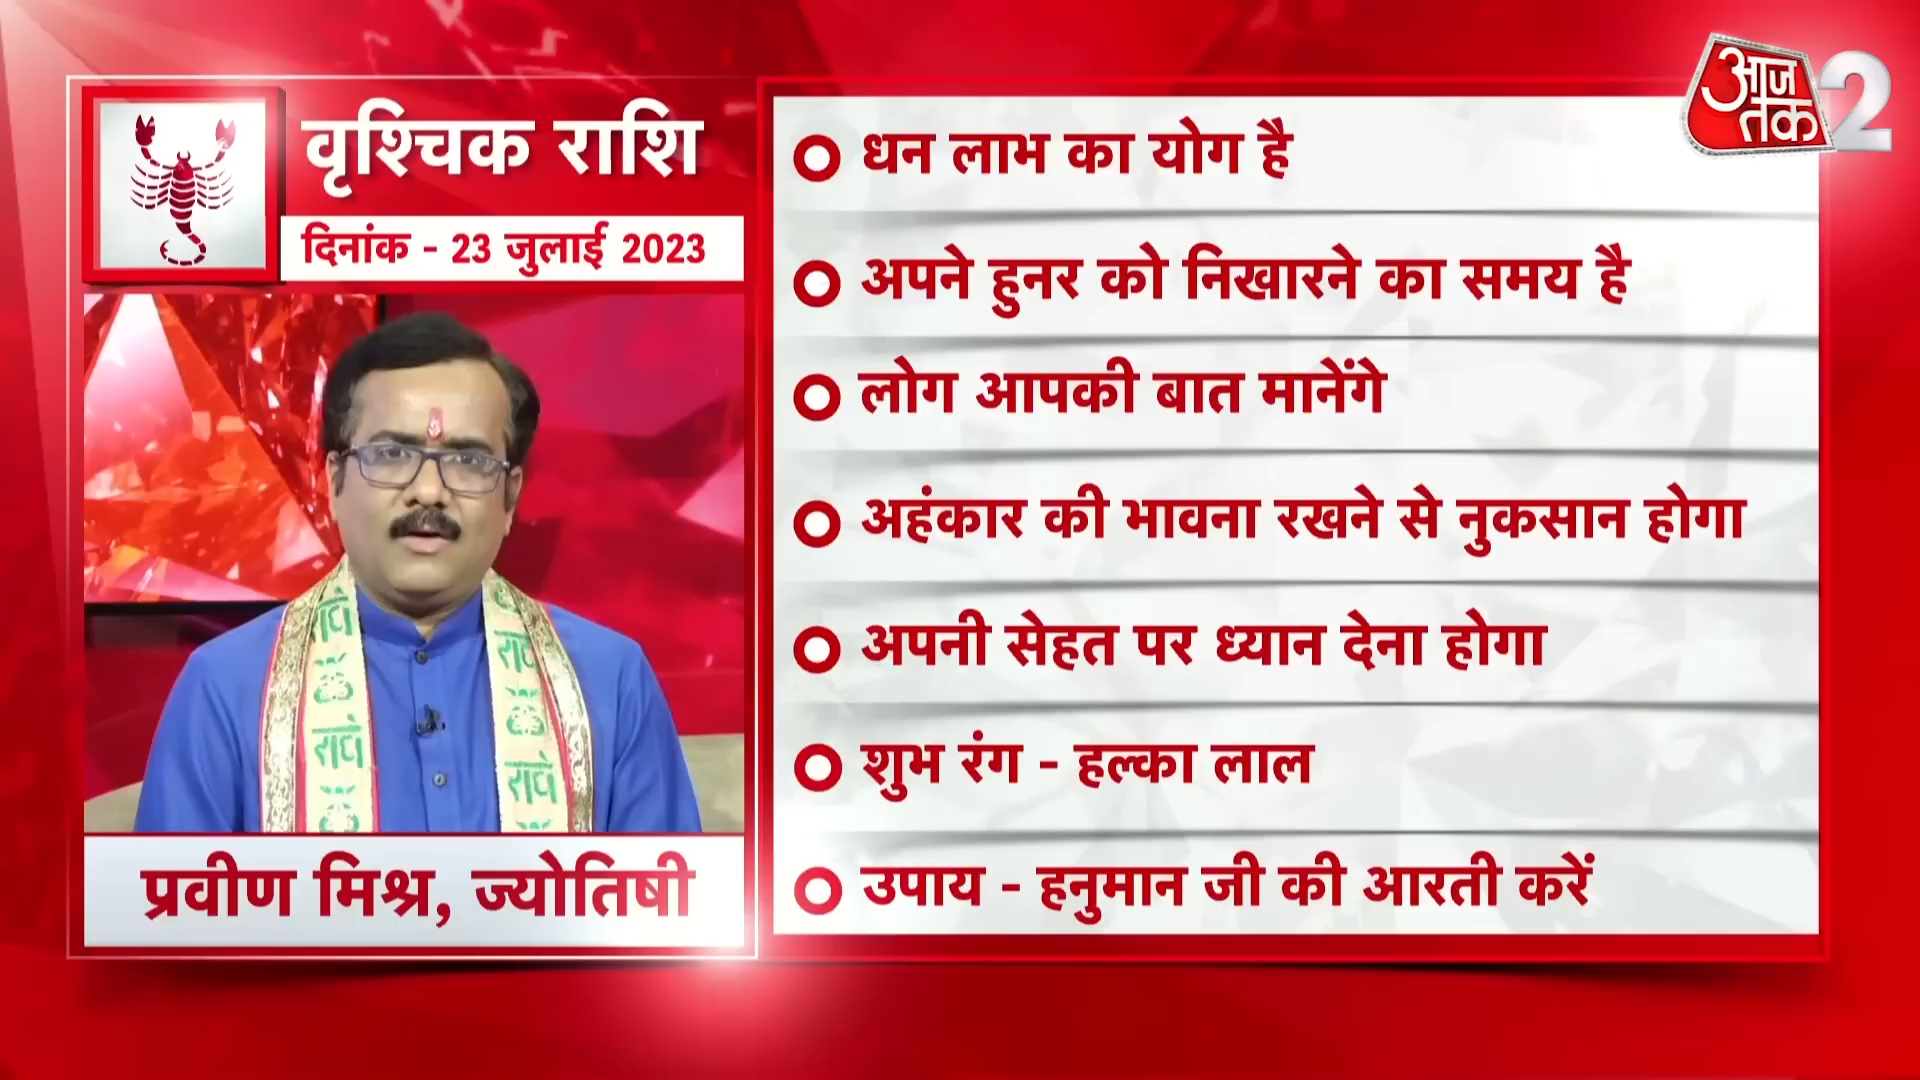 वृश्चिक राशि
दिनांक - 23 जुलाई 2023
राधे
राधे
राधे
राधे
प्रवीण मिश्र, ज्योतिषी
आज तक 2
धन लाभ का योग है
अपने हुनर को निखारने का समय है
लोग आपकी बात मानेंगे
अहंकार की भावना रखने से नुकसान होगा
अपनी सेहत पर ध्यान देना होगा
शुभ रंग - हल्का लाल
उपाय - हनुमान जी की आरती करें